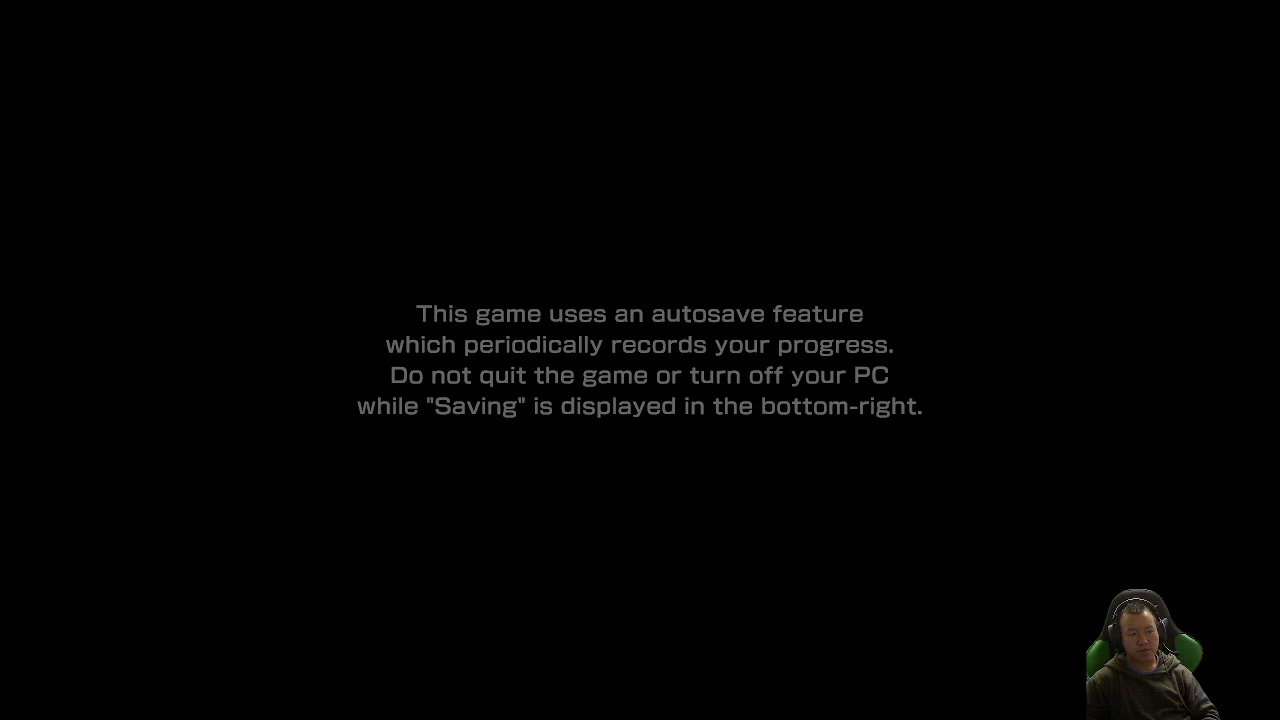 This game uses an autosave feature
which periodically records your progress.
Do not quit the game or turn off your PC
while "Saving" is displayed in the bottom-right.